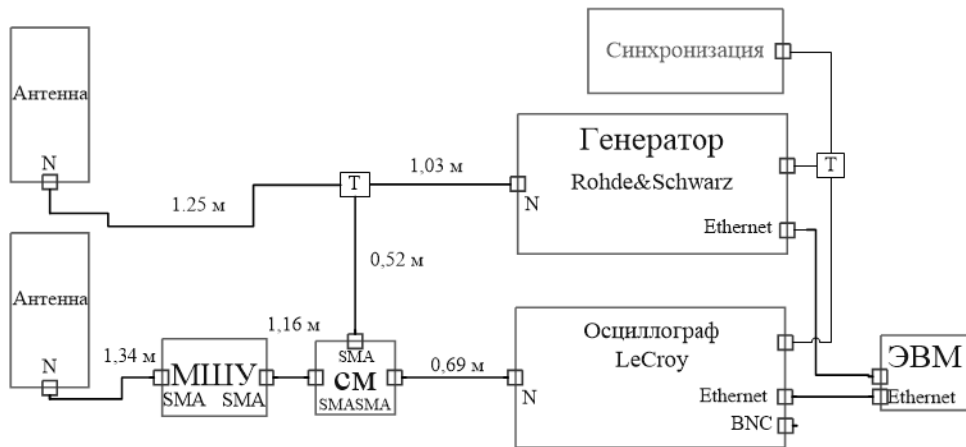 Синхронизация
Антенна
N
1.25 м
Т
1,03 м
Генератор
Rohde&Schwarz
N
Ethernet
Т
0,52 м
Антенна
N
1,34 м
МШУ
SMA SMA
1,16 м
SMA
СМ
SMASMA
0,69 м
Осциллограф
LeCroy
N
Ethernet
BNC
ЭВМ
Ethernet